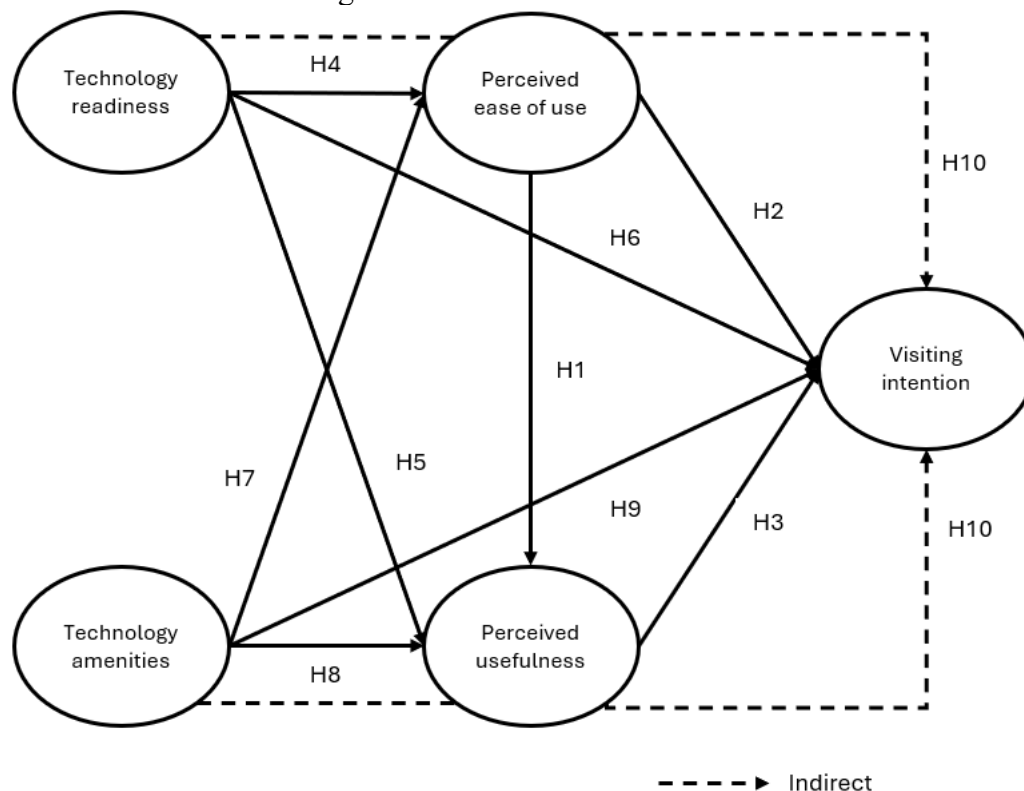 Technology
readiness
H4
Perceived
ease of use
H10
H2
H6
Visiting
intention
H1
H7
H5
H9
H3
H10
Technology
amenities
H8
Perceived
usefulness
Indirect